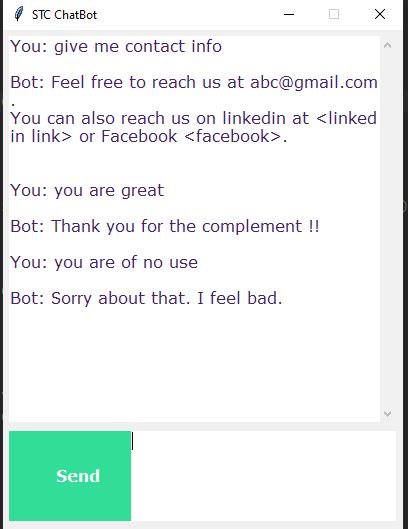 STC ChatBot
You: give me contact info
Bot: Feel free to reach us at abc@gmail.com
.
You can also reach us on linkedin at <linked
in link> or Facebook <facebook>.
You: you are great
Bot: Thank you for the complement !!
You: you are of no use
Bot: Sorry about that. I feel bad.
Send